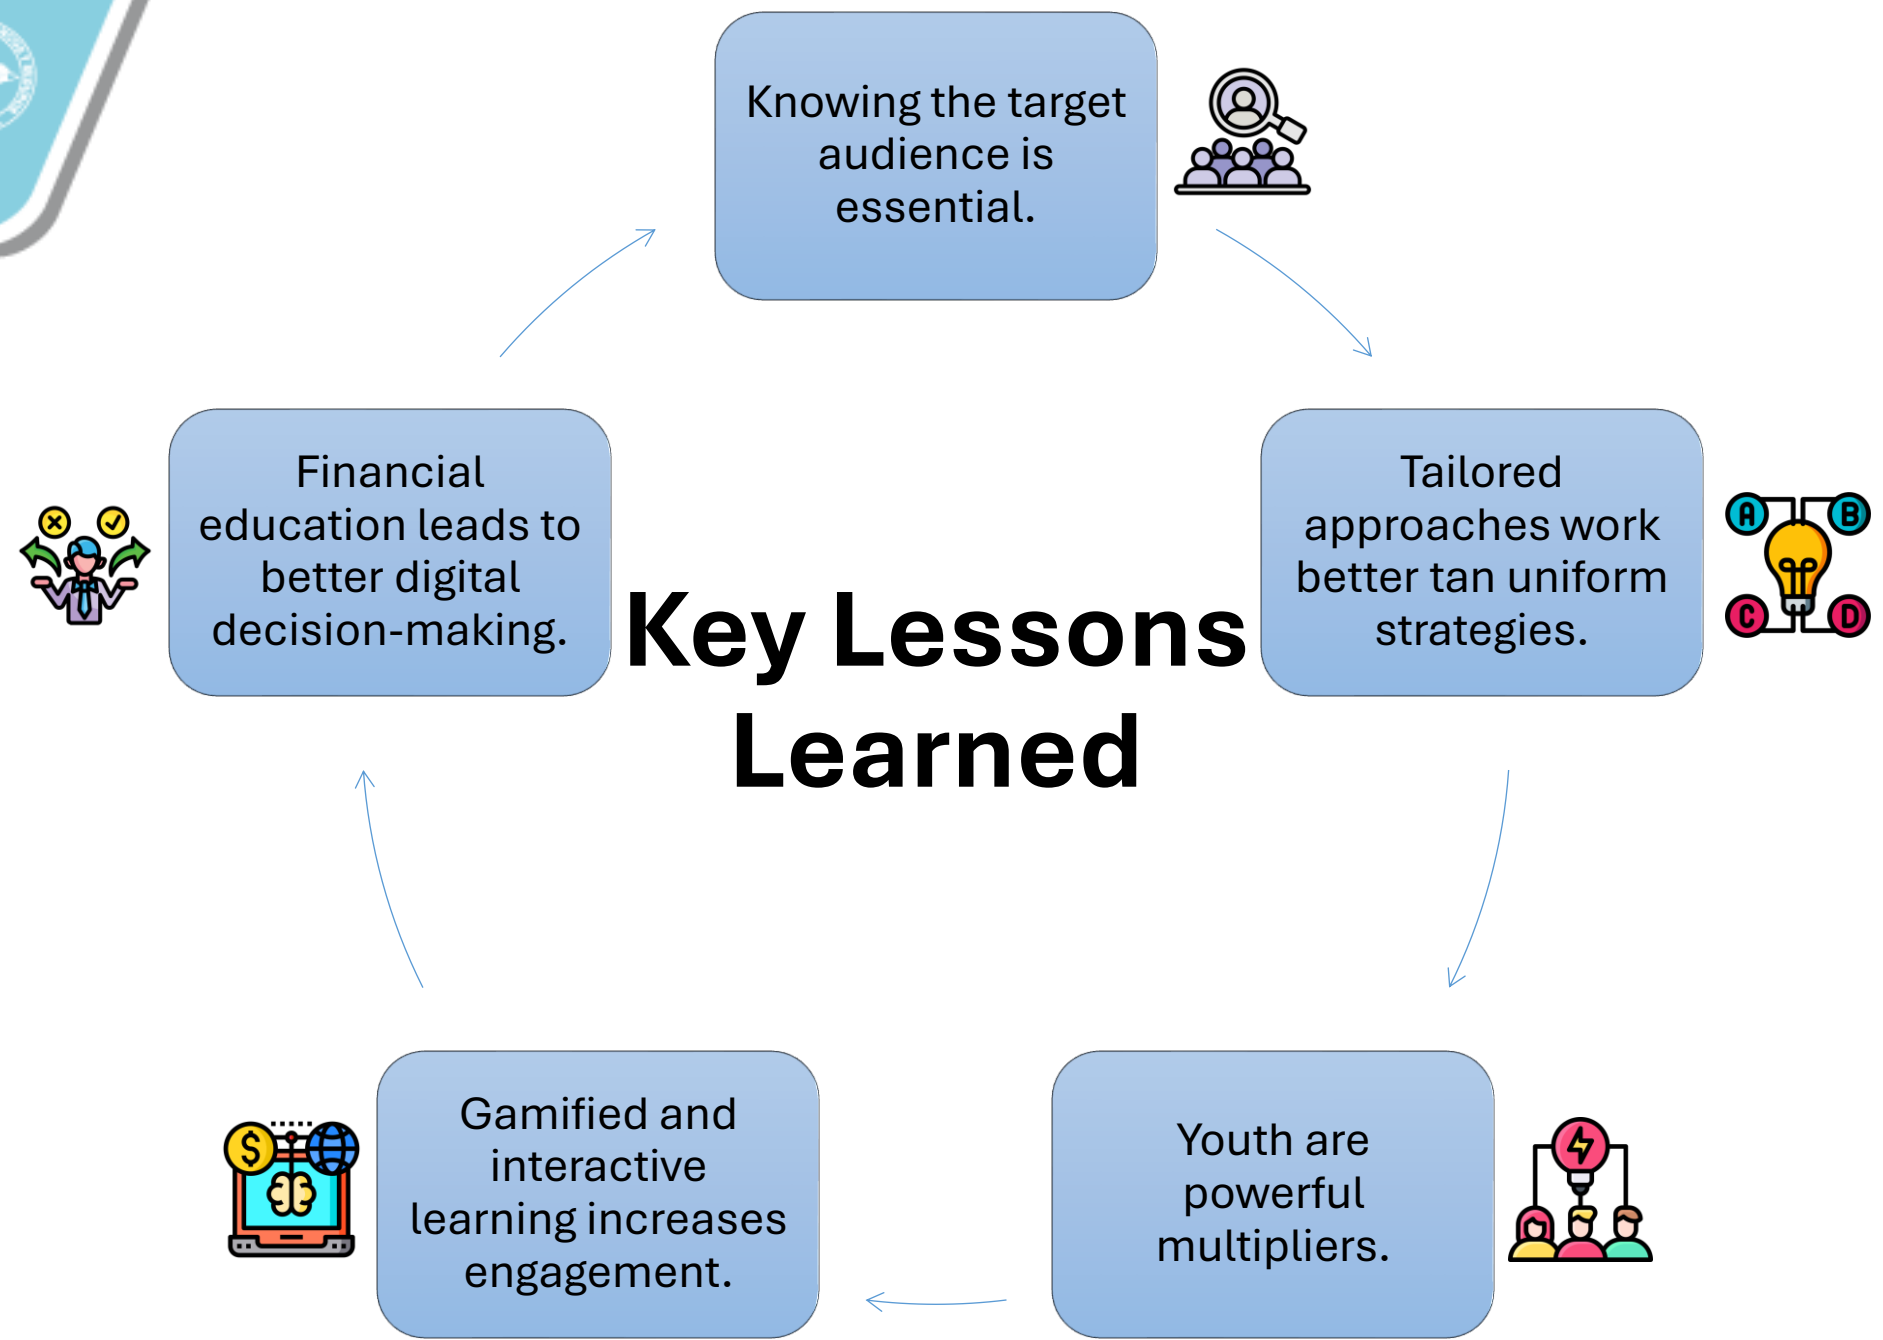 Knowing the target
audience is
essential.
Tailored
approaches work
better tan uniform
strategies.
Youth are
powerful
multipliers.
Gamified and
interactive
learning increases
engagement.
Financial
education leads to
better digital
decision-making.
Key Lessons
Learned
A
B
C
D
$